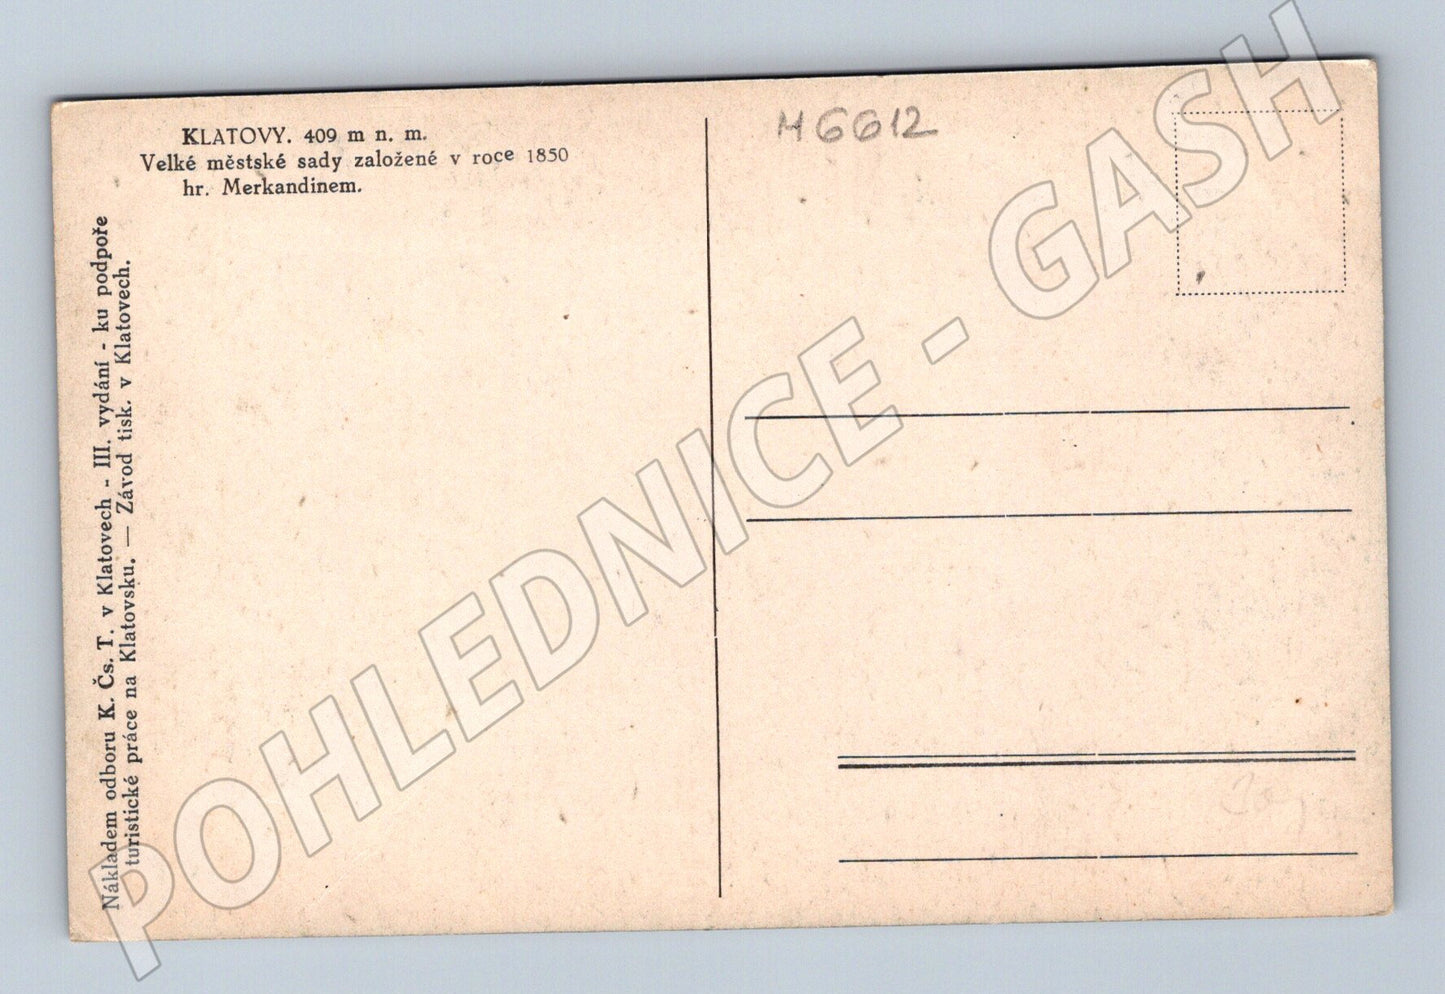 KLATOVY. 409 m n. m.
Velké městské sady založené v roce 1850
hr. Merkandinem.
Nákladem odboru K. Čs. T. v Klatovech - III. vydání - ku podpoře
turistické práce na Klatovsku. — Závod tisk. v Klatovech.
M6612
POHLEDNICE - GASH